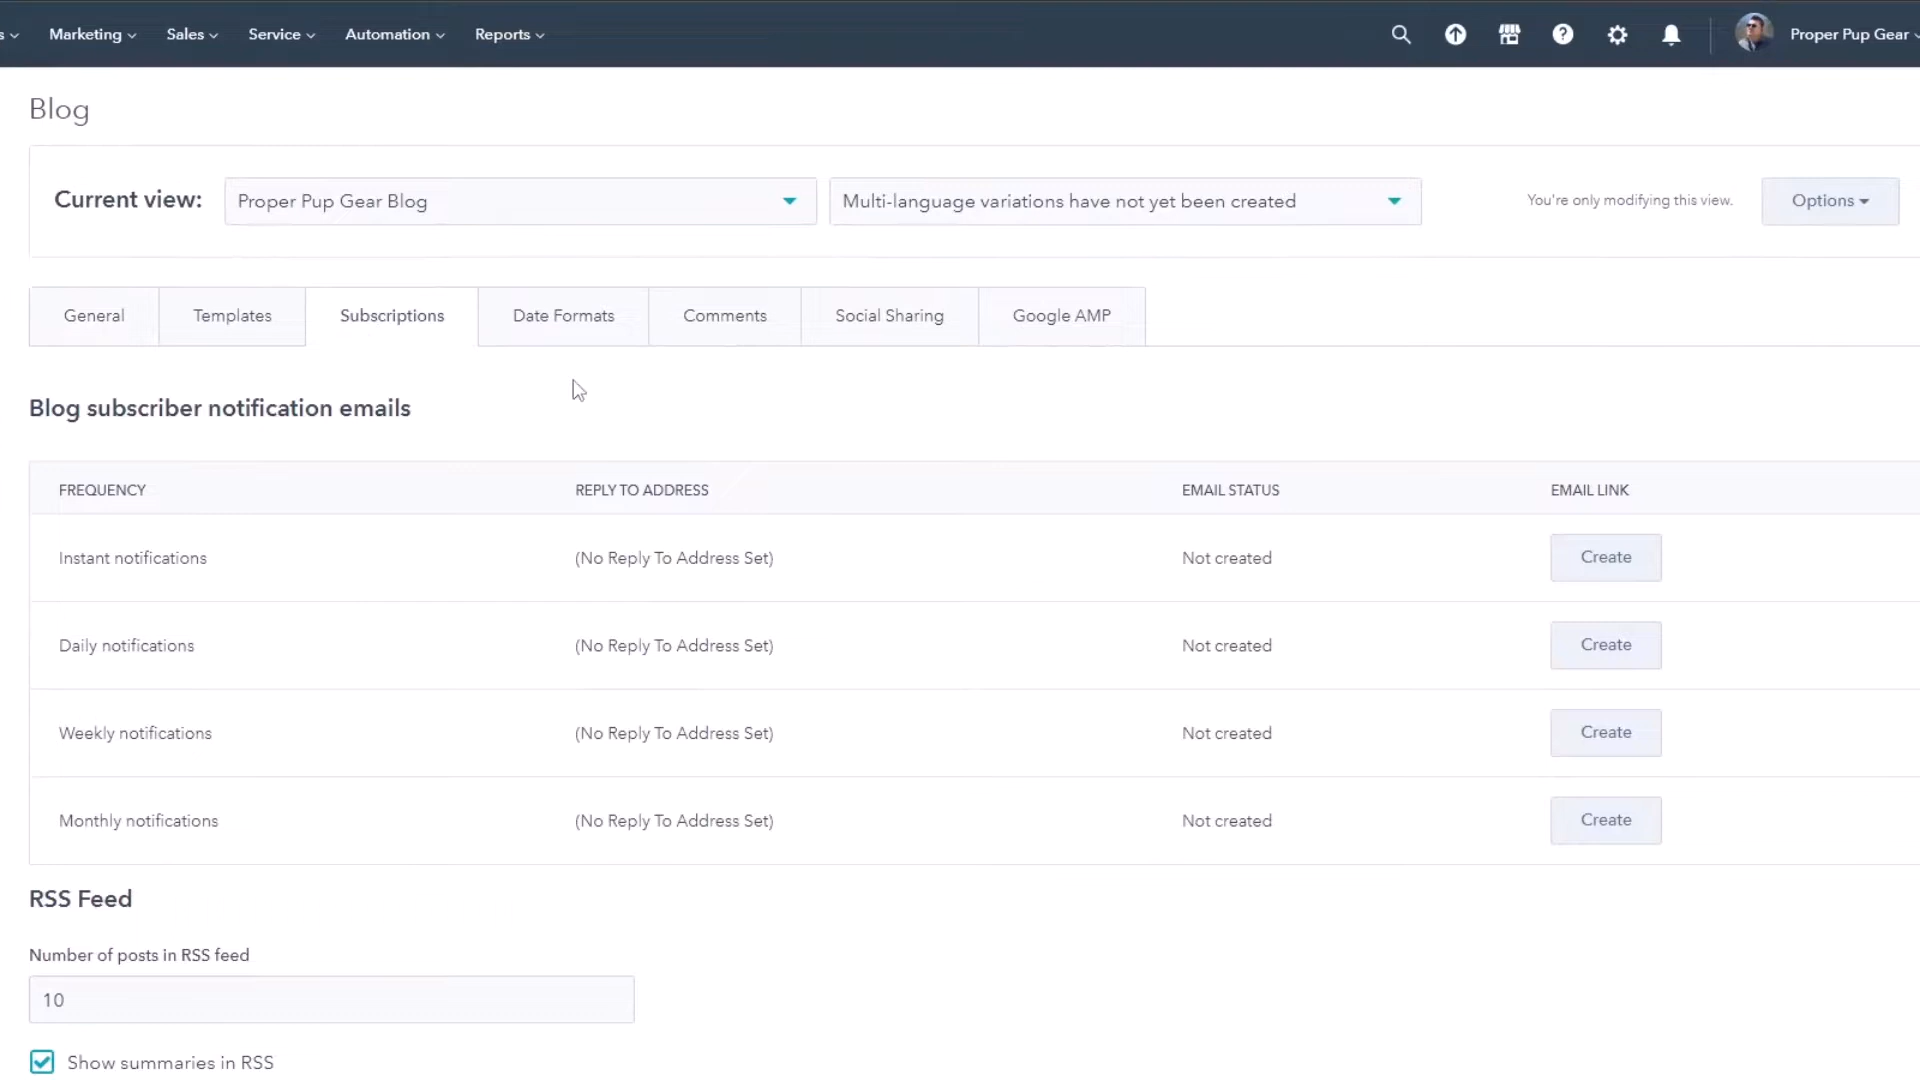 s Marketing Sales Service Automation Reports Proper Pup Gear
Blog
Current view: Proper Pup Gear Blog Multi-language variations have not yet been created You're only modifying this view. Options
General Templates Subscriptions Date Formats Comments Social Sharing Google AMP
Blog subscriber notification emails
FREQUENCY REPLY TO ADDRESS EMAIL STATUS EMAIL LINK
Instant notifications (No Reply To Address Set) Not created Create
Daily notifications (No Reply To Address Set) Not created Create
Weekly notifications (No Reply To Address Set) Not created Create
Monthly notifications (No Reply To Address Set) Not created Create
RSS Feed
Number of posts in RSS feed
10
Show summaries in RSS